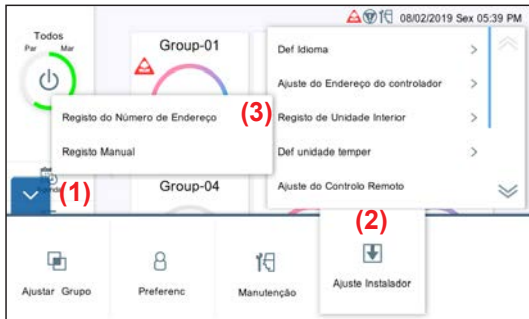 08/02/2019 Sex 05:39 PM
Todos
Par Mar
Group-01
Def Idioma
Ajuste do Endereço do controlador
Registo do Número de Endereço
(3)
Registo de Unidade Interior
Registo Manual
Def unidade temper
(1)
Group-04
Ajuste do Controlo Remoto
(2)
Ajustar Grupo
Preferenc
Manutenção
Ajuste Instalador